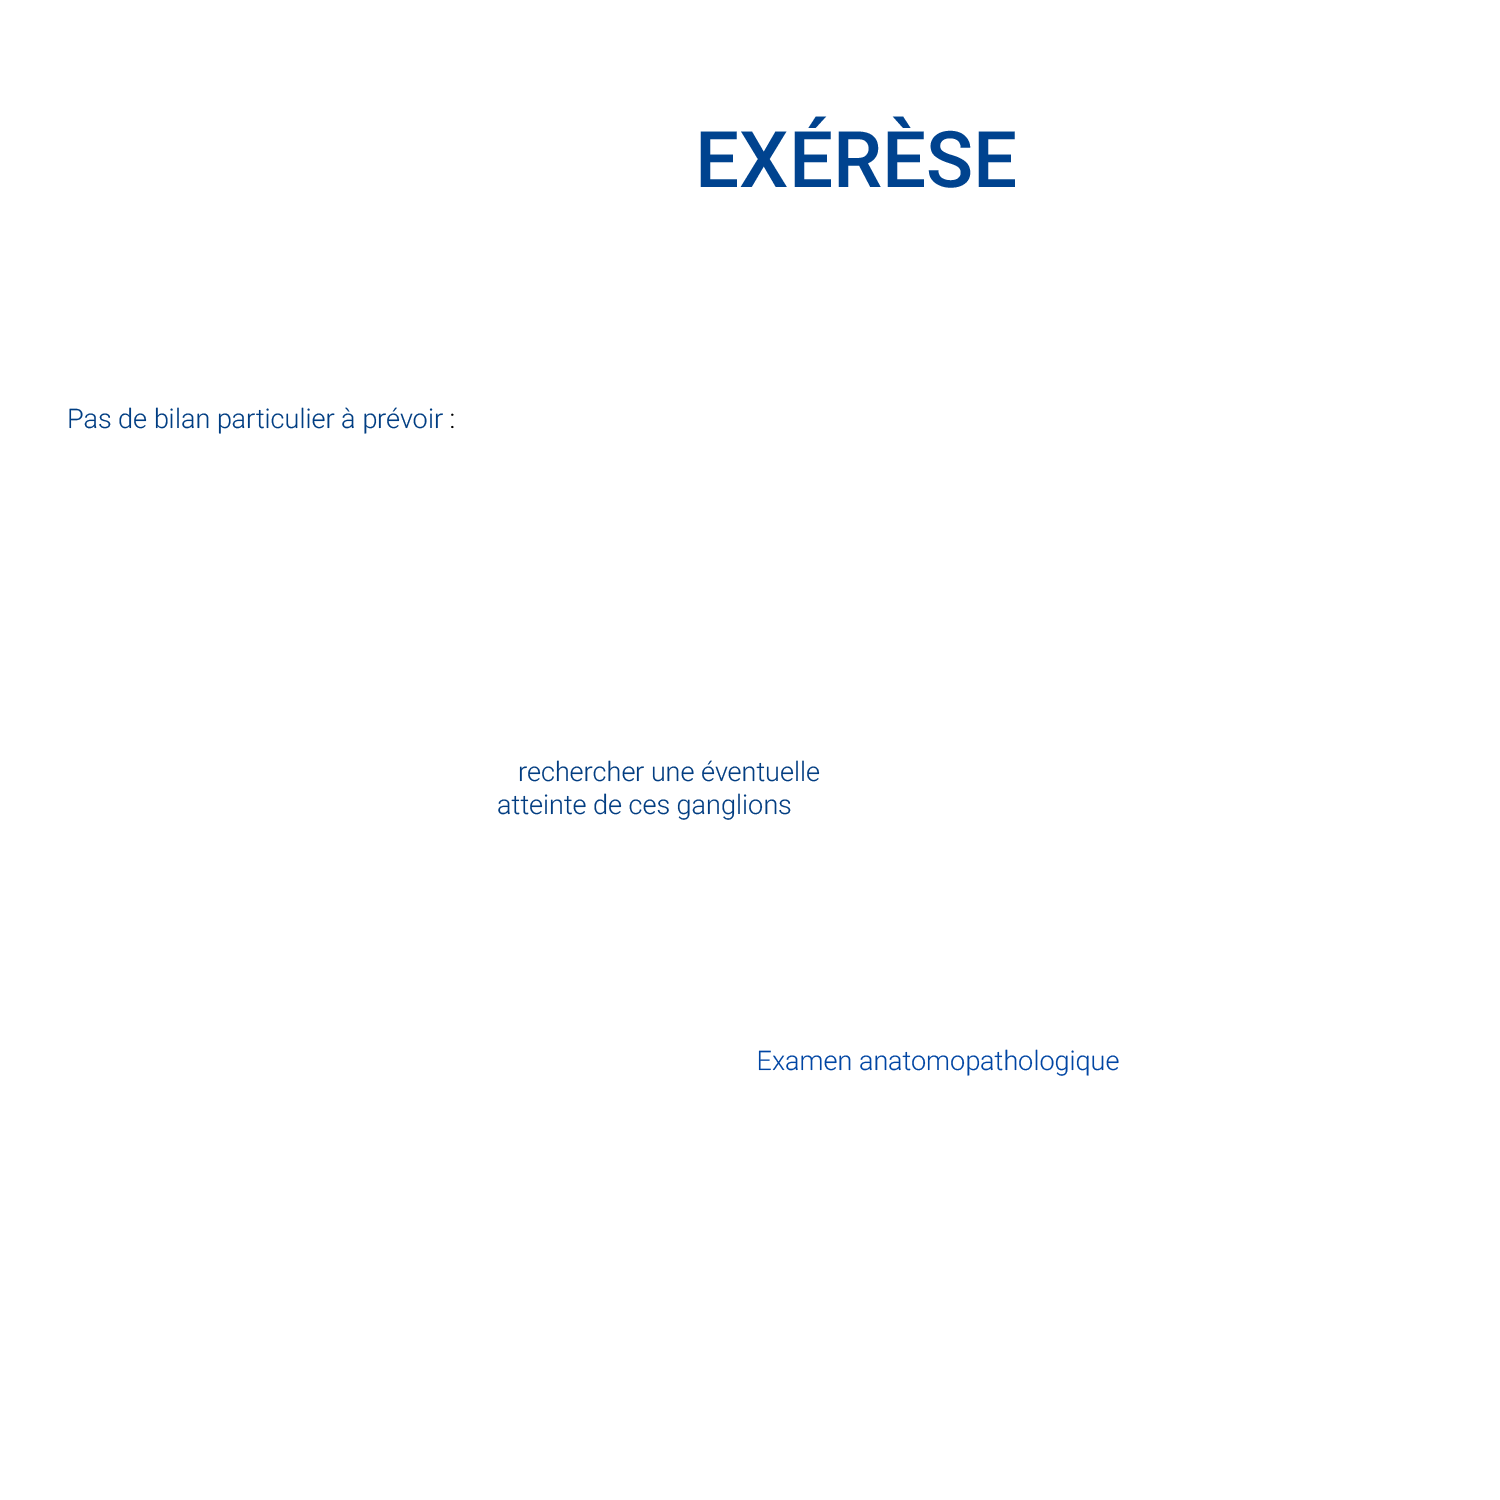 EXÉRÈSE
Pas de bilan particulier à prévoir :
rechercher une éventuelle
atteinte de ces ganglions
Examen anatomopathologique